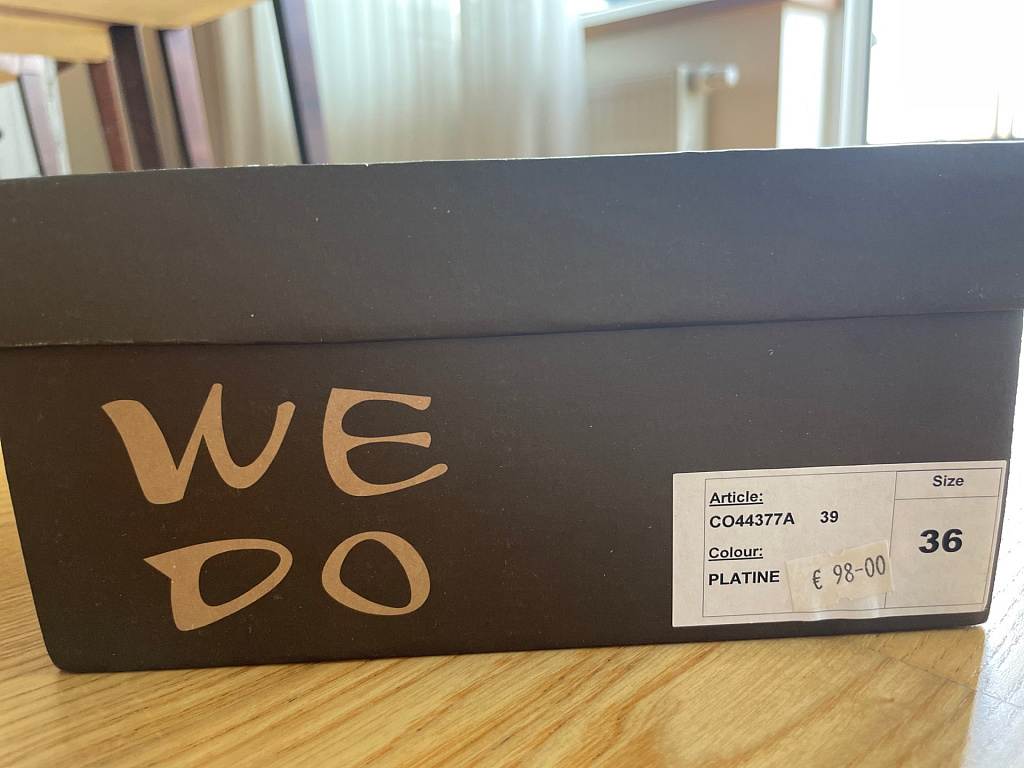 WE
DO
Article:
CO44377A 39
Colour:
PLATINE
€ 98-00
Size
36